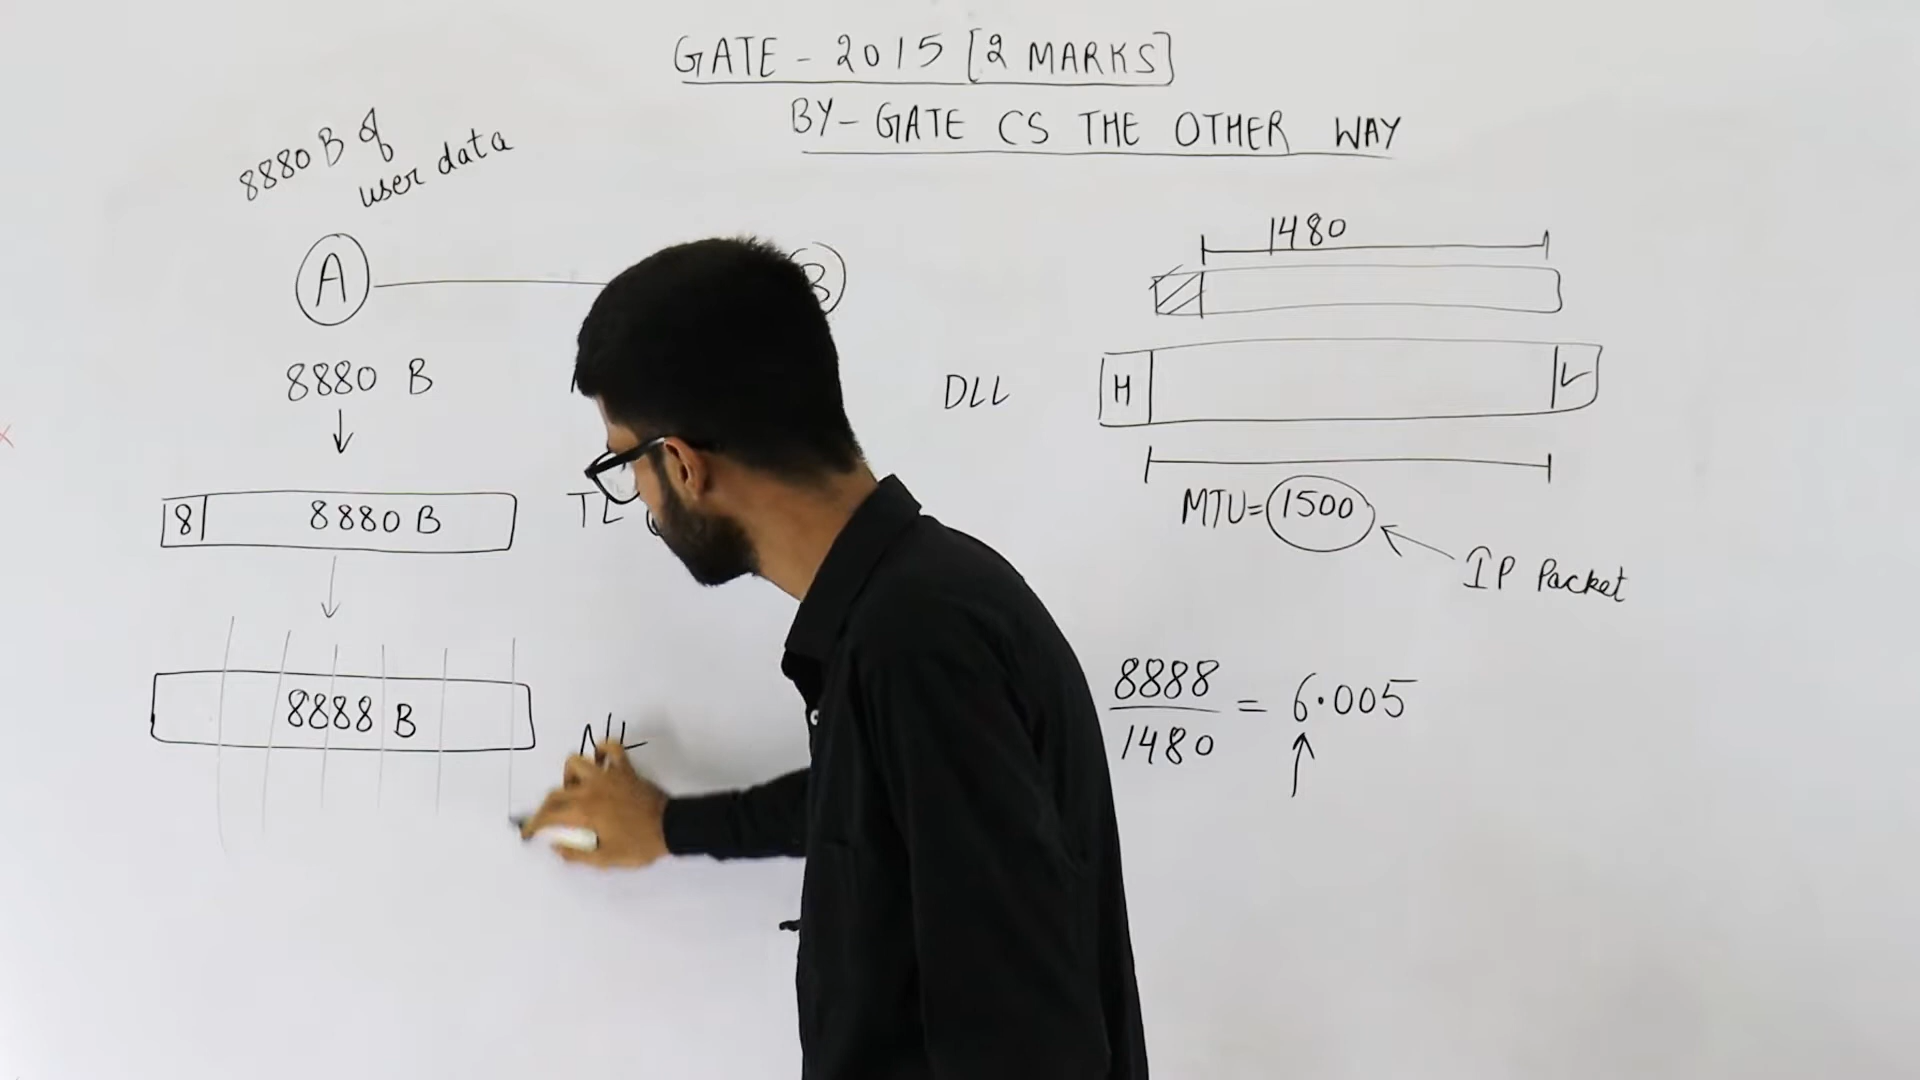 GATE - 2015 [2 MARKS]
BY - GATE CS THE OTHER WAY
8880 B of
user data
A
B
8880 B
8 8880 B
TL
8888 B
NL
1480
DLL
H
MTU = 1500
IP Packet
8888
1480
= 6.005